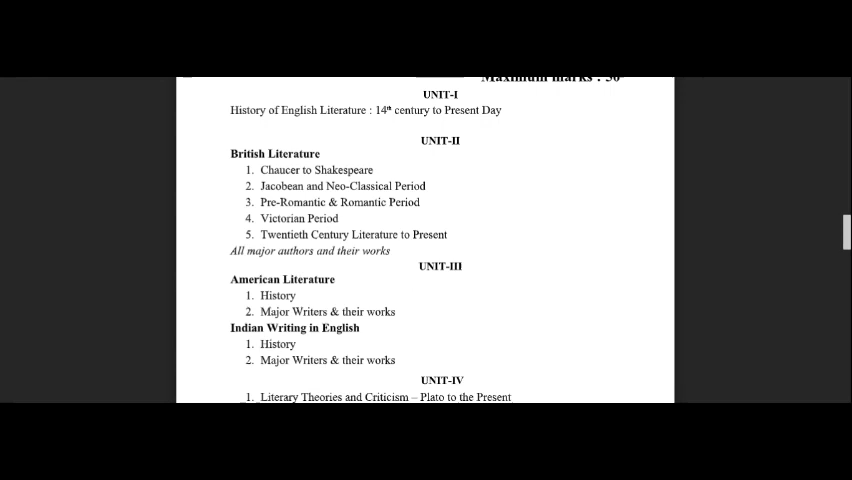 Maximum marks : 50
UNIT-I
History of English Literature : 14th century to Present Day
UNIT-II
British Literature
1. Chaucer to Shakespeare
2. Jacobean and Neo-Classical Period
3. Pre-Romantic & Romantic Period
4. Victorian Period
5. Twentieth Century Literature to Present
All major authors and their works
UNIT-III
American Literature
1. History
2. Major Writers & their works
Indian Writing in English
1. History
2. Major Writers & their works
UNIT-IV
1. Literary Theories and Criticism – Plato to the Present